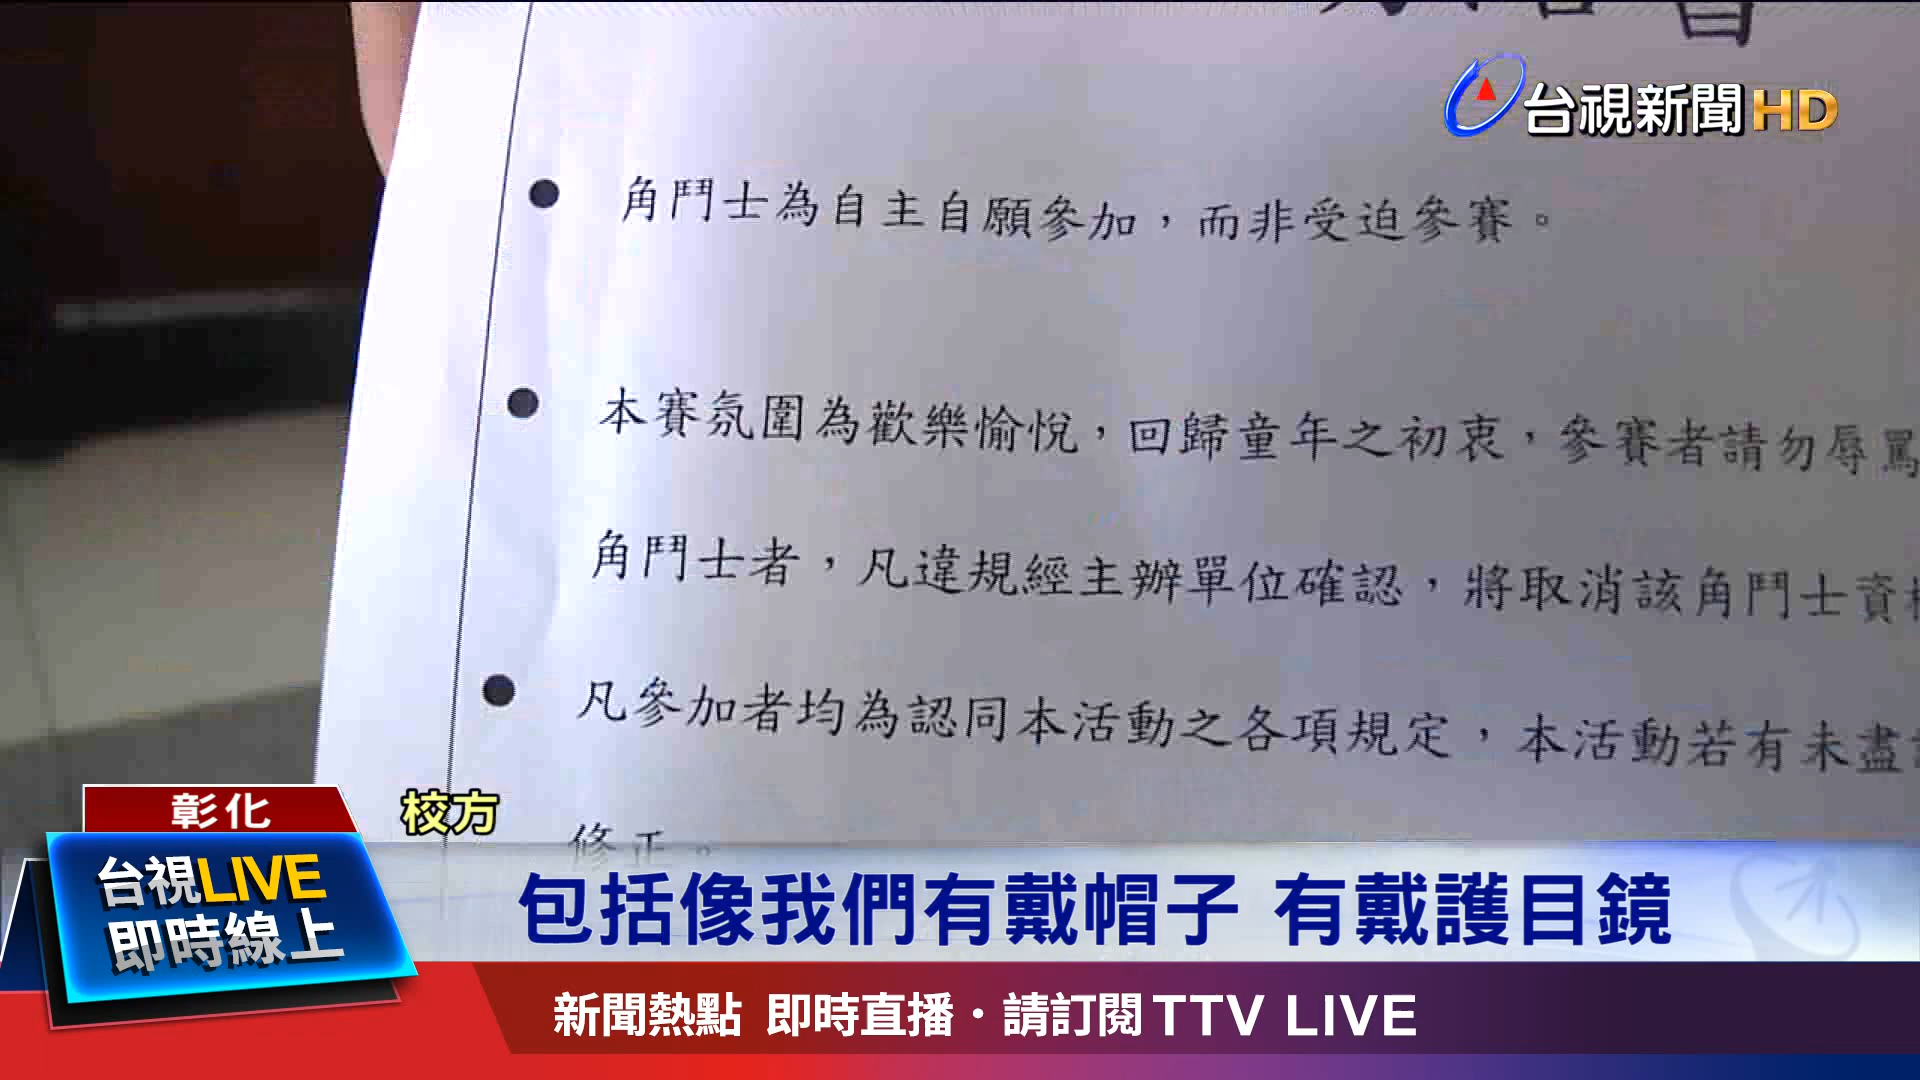 台視新聞HD
● 角鬥士為自主自願參加，而非受迫參賽。
● 本賽氛圍為歡樂愉悅，回歸童年之初衷，參賽者請勿辱罵
角鬥士者，凡違規經主辦單位確認，將取消該角鬥士資
● 凡參加者均為認同本活動之各項規定，本活動若有未盡
修正。
彰化
校方
台視LIVE
即時線上
包括像我們有戴帽子 有戴護目鏡
新聞熱點 即時直播·請訂閱TTV LIVE